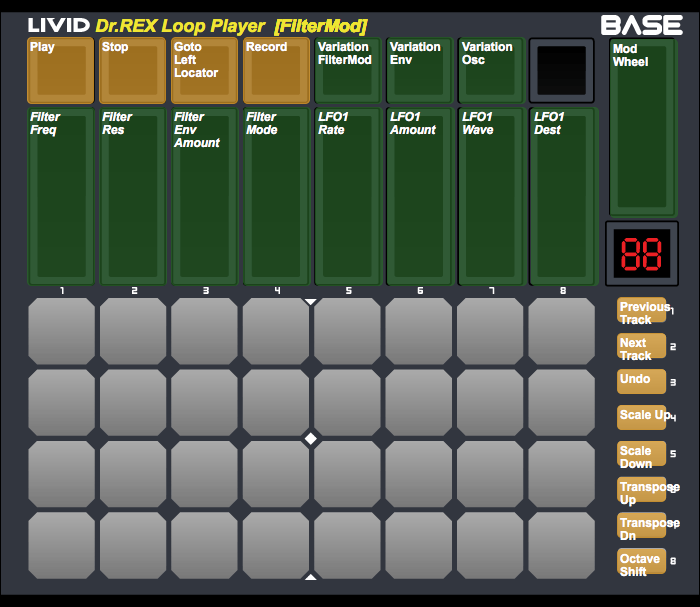 LIVID Dr.REX Loop Player [FilterMod] BASE
Play
Stop
Goto
Left
Locator
Record
Variation
FilterMod
Variation
Env
Variation
Osc
Mod
Wheel
Filter
Freq
Filter
Res
Filter
Env
Amount
Filter
Mode
LFO1
Rate
LFO1
Amount
LFO1
Wave
LFO1
Dest
88
1 2 3 4 5 6 7 8
Previous
Track
1
Next
Track
2
Undo
3
Scale Up
4
Scale
Down
5
Transpose
Up
6
Transpose
Dn
Octave
Shift
8